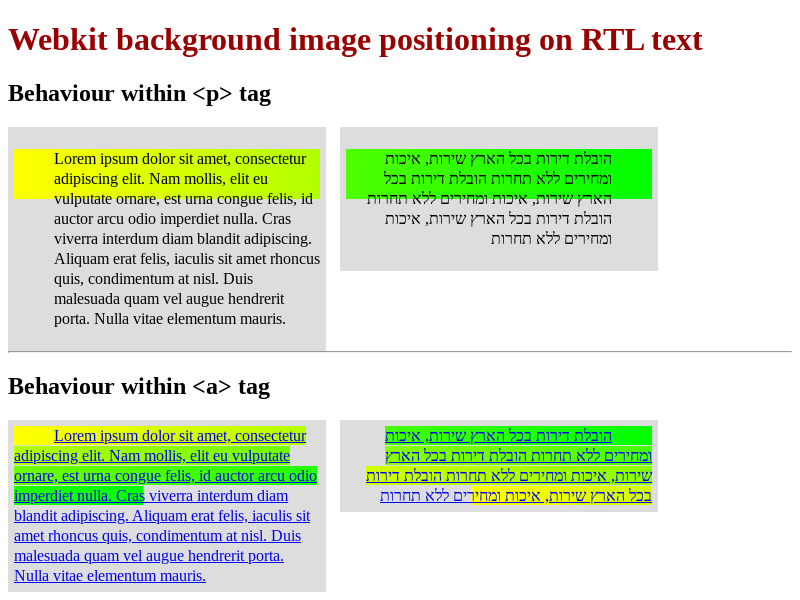 Webkit background image positioning on RTL text
Behaviour within <p> tag
Lorem ipsum dolor sit amet, consectetur
adipiscing elit. Nam mollis, elit eu
vulputate ornare, est urna congue felis, id
auctor arcu odio imperdiet nulla. Cras
viverra interdum diam blandit adipiscing.
Aliquam erat felis, iaculis sit amet rhoncus
quis, condimentum at nisl. Duis
malesuada quam vel augue hendrerit
porta. Nulla vitae elementum mauris.
הובלת דירות בכל הארץ שירות, איכות
ומחירים ללא תחרות הובלת דירות בכל
הארץ שירות, איכות ומחירים ללא תחרות
הובלת דירות בכל הארץ שירות, איכות
ומחירים ללא תחרות
Behaviour within <a> tag
Lorem ipsum dolor sit amet, consectetur
adipiscing elit. Nam mollis, elit eu vulputate
ornare, est urna congue felis, id auctor arcu odio
imperdiet nulla. Cras viverra interdum diam
blandit adipiscing. Aliquam erat felis, iaculis sit
amet rhoncus quis, condimentum at nisl. Duis
malesuada quam vel augue hendrerit porta.
Nulla vitae elementum mauris.
הובלת דירות בכל הארץ שירות, איכות
ומחירים ללא תחרות הובלת דירות בכל הארץ
שירות, איכות ומחירים ללא תחרות הובלת דירות
בכל הארץ שירות, איכות ומחירים ללא תחרות